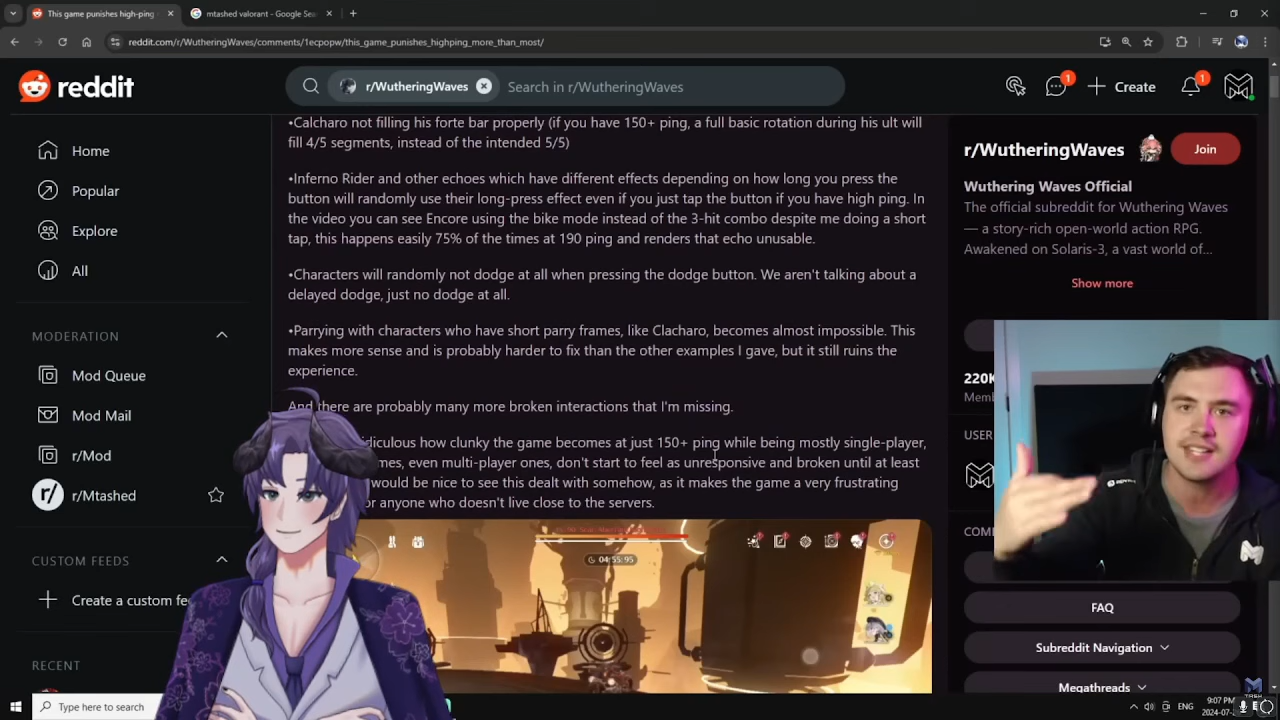 This game punishes high-ping
mtashed valorant - Google Sea
reddit.com/r/WutheringWaves/comments/1ecpopw/this_game_punishes_highping_more_than_most/
reddit
r/WutheringWaves
Search in r/WutheringWaves
1
Create
1
Home
Popular
Explore
All
MODERATION
Mod Queue
Mod Mail
r/Mod
r/
r/Mtashed
CUSTOM FEEDS
Create a custom fe
RECENT
•Calcharo not filling his forte bar properly (if you have 150+ ping, a full basic rotation during his ult will
fill 4/5 segments, instead of the intended 5/5)
•Inferno Rider and other echoes which have different effects depending on how long you press the
button will randomly use their long-press effect even if you just tap the button if you have high ping. In
the video you can see Encore using the bike mode instead of the 3-hit combo despite me doing a short
tap, this happens easily 75% of the times at 190 ping and renders that echo unusable.
•Characters will randomly not dodge at all when pressing the dodge button. We aren't talking about a
delayed dodge, just no dodge at all.
•Parrying with characters who have short parry frames, like Clacharo, becomes almost impossible. This
makes more sense and is probably harder to fix than the other examples I gave, but it still ruins the
experience.
And there are probably many more broken interactions that I'm missing.
diculous how clunky the game becomes at just 150+ ping while being mostly single-player,
mes, even multi-player ones, don't start to feel as unresponsive and broken until at least
would be nice to see this dealt with somehow, as it makes the game a very frustrating
or anyone who doesn't live close to the servers.
04:55:95
r/WutheringWaves
Join
Wuthering Waves Official
The official subreddit for Wuthering Waves
— a story-rich open-world action RPG.
Awakened on Solaris-3, a vast world of...
Show more
220K
Mem
USER
COM
FAQ
Subreddit Navigation
Megathreads
Type here to search
ENG
9:07 PM
2024-07-